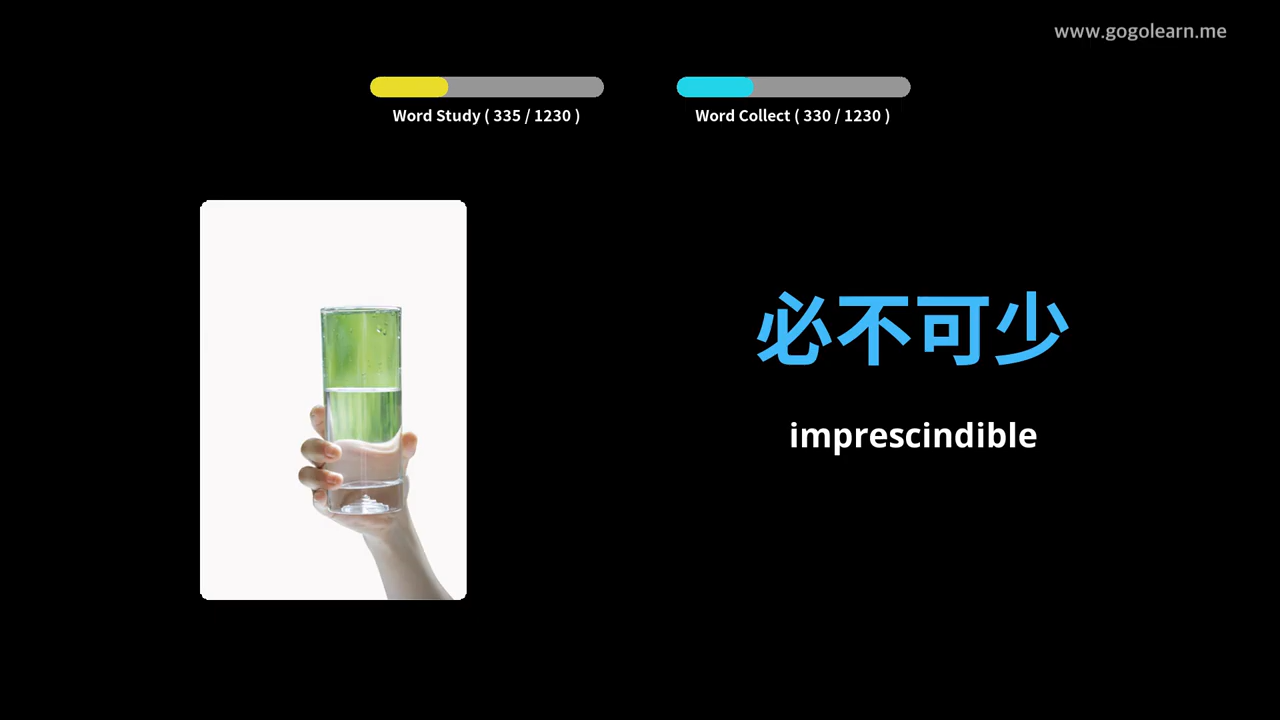 www.gogolearn.me
Word Study ( 335 / 1230 )
Word Collect ( 330 / 1230 )
必不可少
imprescindible